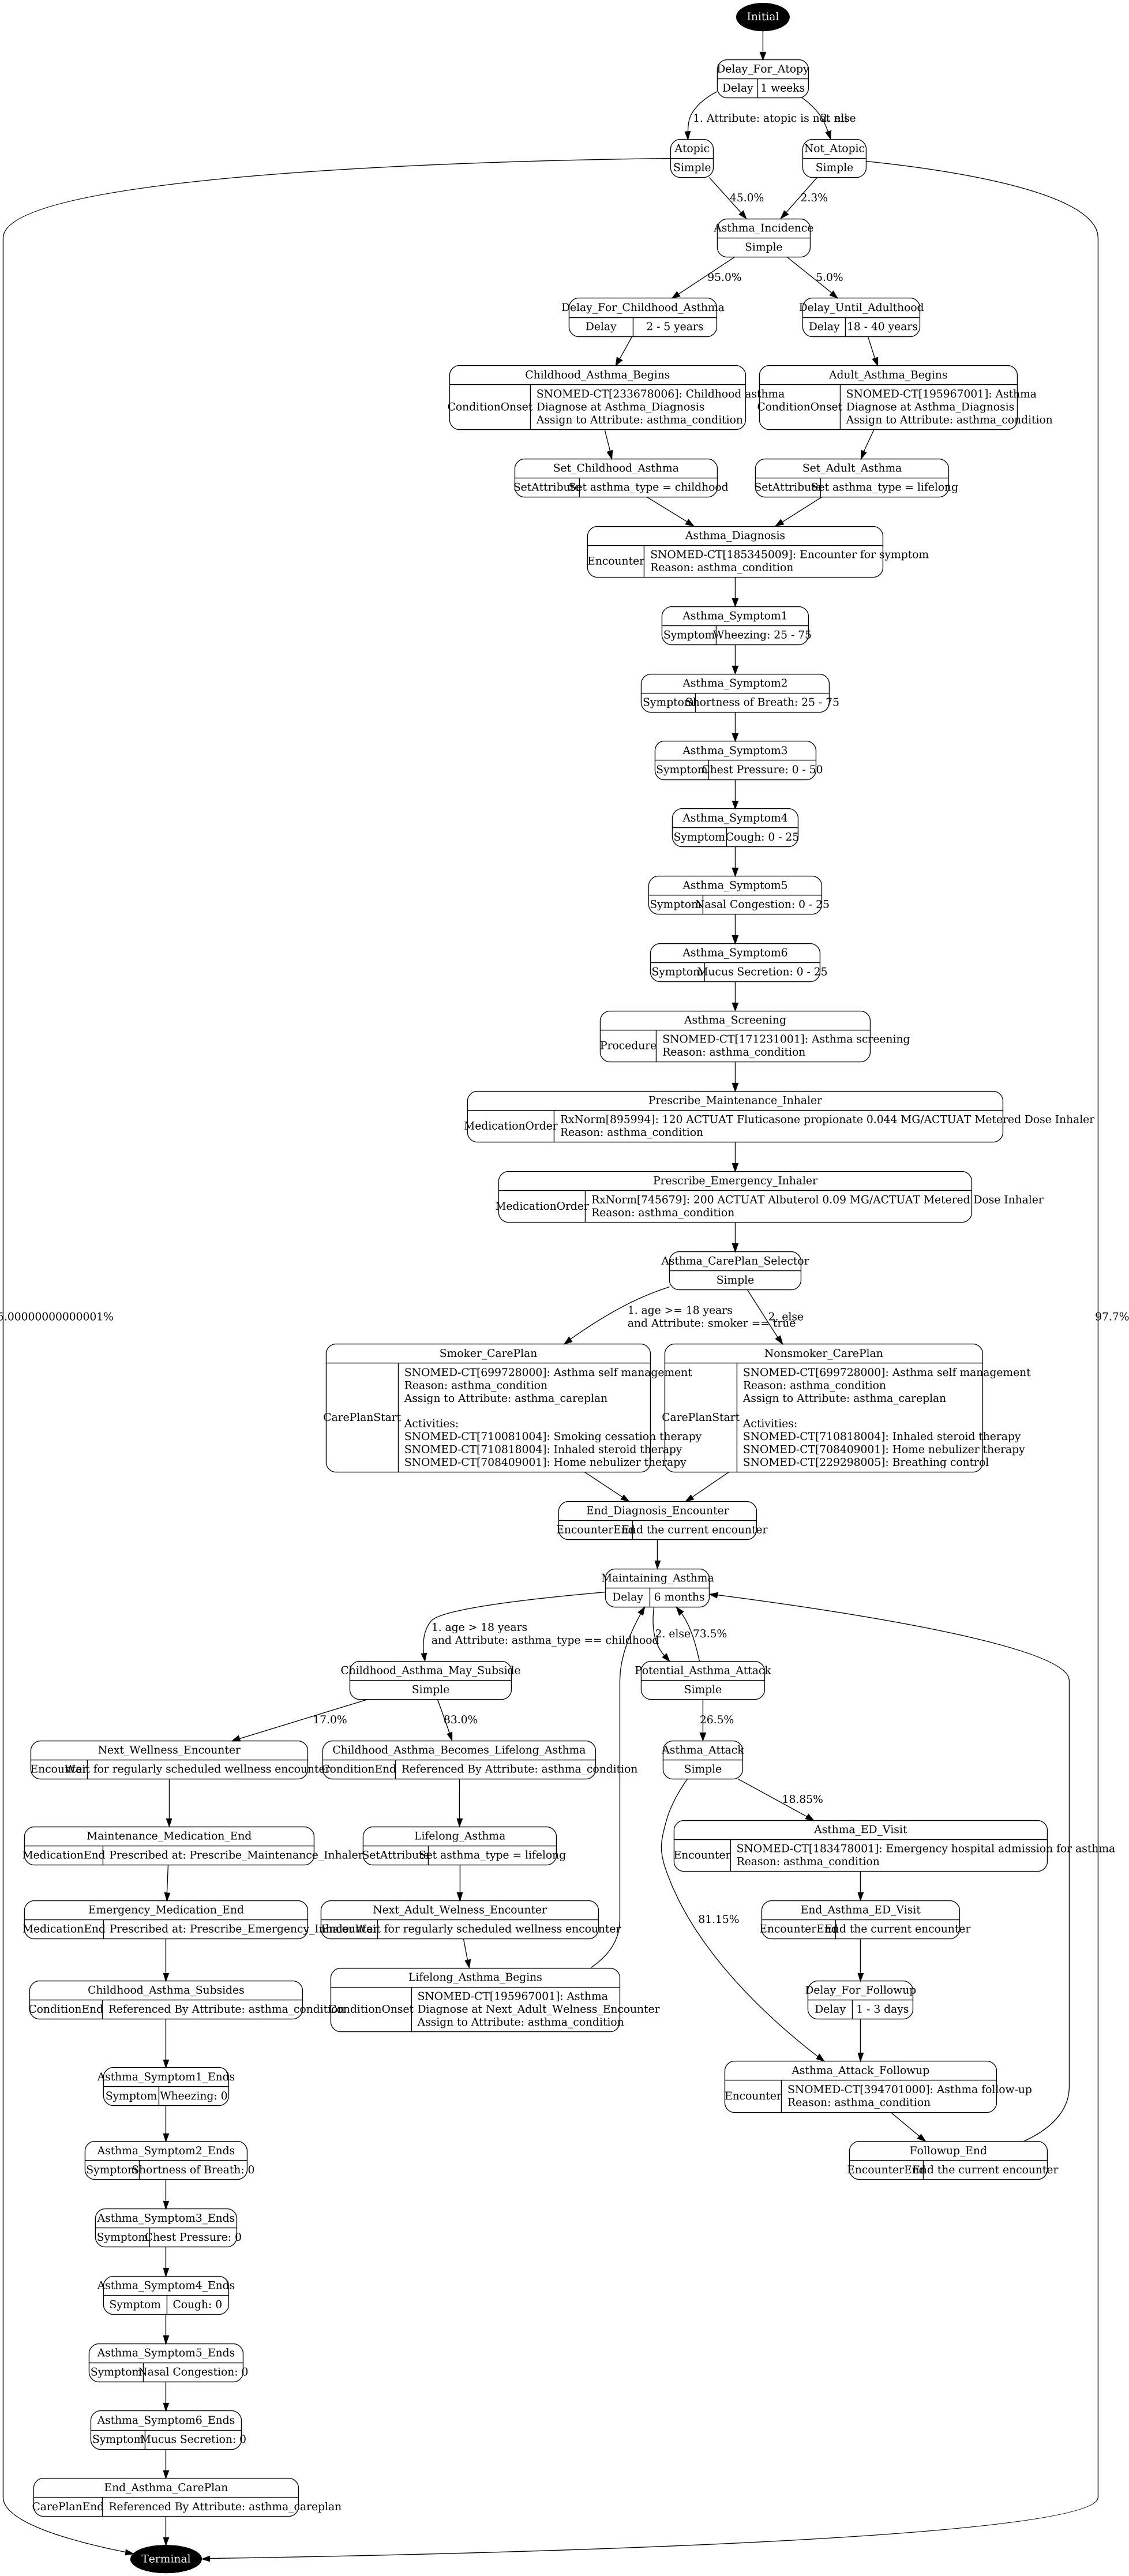 Initial
Delay_For_Atopy
Delay 1 weeks
1. Attribute: atopic is not nil
2. else
Atopic
Simple
Not_Atopic
Simple
45.0%
2.3%
Asthma_Incidence
Simple
95.0%
5.0%
Delay_For_Childhood_Asthma
Delay 2 - 5 years
Delay_Until_Adulthood
Delay 18 - 40 years
Childhood_Asthma_Begins
ConditionOnset
SNOMED-CT[233678006]: Childhood asthma
Diagnose at Asthma_Diagnosis
Assign to Attribute: asthma_condition
Adult_Asthma_Begins
ConditionOnset
SNOMED-CT[195967001]: Asthma
Diagnose at Asthma_Diagnosis
Assign to Attribute: asthma_condition
Set_Childhood_Asthma
SetAttribute Set asthma_type = childhood
Set_Adult_Asthma
SetAttribute Set asthma_type = lifelong
Asthma_Diagnosis
Encounter
SNOMED-CT[185345009]: Encounter for symptom
Reason: asthma_condition
Asthma_Symptom1
Symptom Wheezing: 25 - 75
Asthma_Symptom2
Symptom Shortness of Breath: 25 - 75
Asthma_Symptom3
Symptom Chest Pressure: 0 - 50
Asthma_Symptom4
Symptom Cough: 0 - 25
Asthma_Symptom5
Symptom Nasal Congestion: 0 - 25
Asthma_Symptom6
Symptom Mucus Secretion: 0 - 25
Asthma_Screening
Procedure
SNOMED-CT[171231001]: Asthma screening
Reason: asthma_condition
Prescribe_Maintenance_Inhaler
MedicationOrder
RxNorm[895994]: 120 ACTUAT Fluticasone propionate 0.044 MG/ACTUAT Metered Dose Inhaler
Reason: asthma_condition
Prescribe_Emergency_Inhaler
MedicationOrder
RxNorm[745679]: 200 ACTUAT Albuterol 0.09 MG/ACTUAT Metered Dose Inhaler
Reason: asthma_condition
Asthma_CarePlan_Selector
Simple
1. age >= 18 years
and Attribute: smoker == true
2. else
5.00000000000001%
97.7%
Smoker_CarePlan
CarePlanStart
SNOMED-CT[699728000]: Asthma self management
Reason: asthma_condition
Assign to Attribute: asthma_careplan
Activities:
SNOMED-CT[710081004]: Smoking cessation therapy
SNOMED-CT[710818004]: Inhaled steroid therapy
SNOMED-CT[708409001]: Home nebulizer therapy
Nonsmoker_CarePlan
CarePlanStart
SNOMED-CT[699728000]: Asthma self management
Reason: asthma_condition
Assign to Attribute: asthma_careplan
Activities:
SNOMED-CT[710818004]: Inhaled steroid therapy
SNOMED-CT[708409001]: Home nebulizer therapy
SNOMED-CT[229298005]: Breathing control
End_Diagnosis_Encounter
EncounterEnd End the current encounter
Maintaining_Asthma
Delay 6 months
1. age > 18 years
and Attribute: asthma_type == childhood
2. else
73.5%
Childhood_Asthma_May_Subside
Simple
Potential_Asthma_Attack
Simple
17.0%
83.0%
26.5%
Next_Wellness_Encounter
Encounter Wait for regularly scheduled wellness encounter
Childhood_Asthma_Becomes_Lifelong_Asthma
ConditionEnd Referenced By Attribute: asthma_condition
Asthma_Attack
Simple
18.85%
81.15%
Maintenance_Medication_End
MedicationEnd Prescribed at: Prescribe_Maintenance_Inhaler
Lifelong_Asthma
SetAttribute Set asthma_type = lifelong
Asthma_ED_Visit
Encounter
SNOMED-CT[183478001]: Emergency hospital admission for asthma
Reason: asthma_condition
Emergency_Medication_End
MedicationEnd Prescribed at: Prescribe_Emergency_Inhaler
Next_Adult_Welness_Encounter
Encounter Wait for regularly scheduled wellness encounter
End_Asthma_ED_Visit
EncounterEnd End the current encounter
Childhood_Asthma_Subsides
ConditionEnd Referenced By Attribute: asthma_condition
Lifelong_Asthma_Begins
ConditionOnset
SNOMED-CT[195967001]: Asthma
Diagnose at Next_Adult_Welness_Encounter
Assign to Attribute: asthma_condition
Delay_For_Followup
Delay 1 - 3 days
Asthma_Attack_Followup
Encounter
SNOMED-CT[394701000]: Asthma follow-up
Reason: asthma_condition
Followup_End
EncounterEnd End the current encounter
Asthma_Symptom1_Ends
Symptom Wheezing: 0
Asthma_Symptom2_Ends
Symptom Shortness of Breath: 0
Asthma_Symptom3_Ends
Symptom Chest Pressure: 0
Asthma_Symptom4_Ends
Symptom Cough: 0
Asthma_Symptom5_Ends
Symptom Nasal Congestion: 0
Asthma_Symptom6_Ends
Symptom Mucus Secretion: 0
End_Asthma_CarePlan
CarePlanEnd Referenced By Attribute: asthma_careplan
Terminal